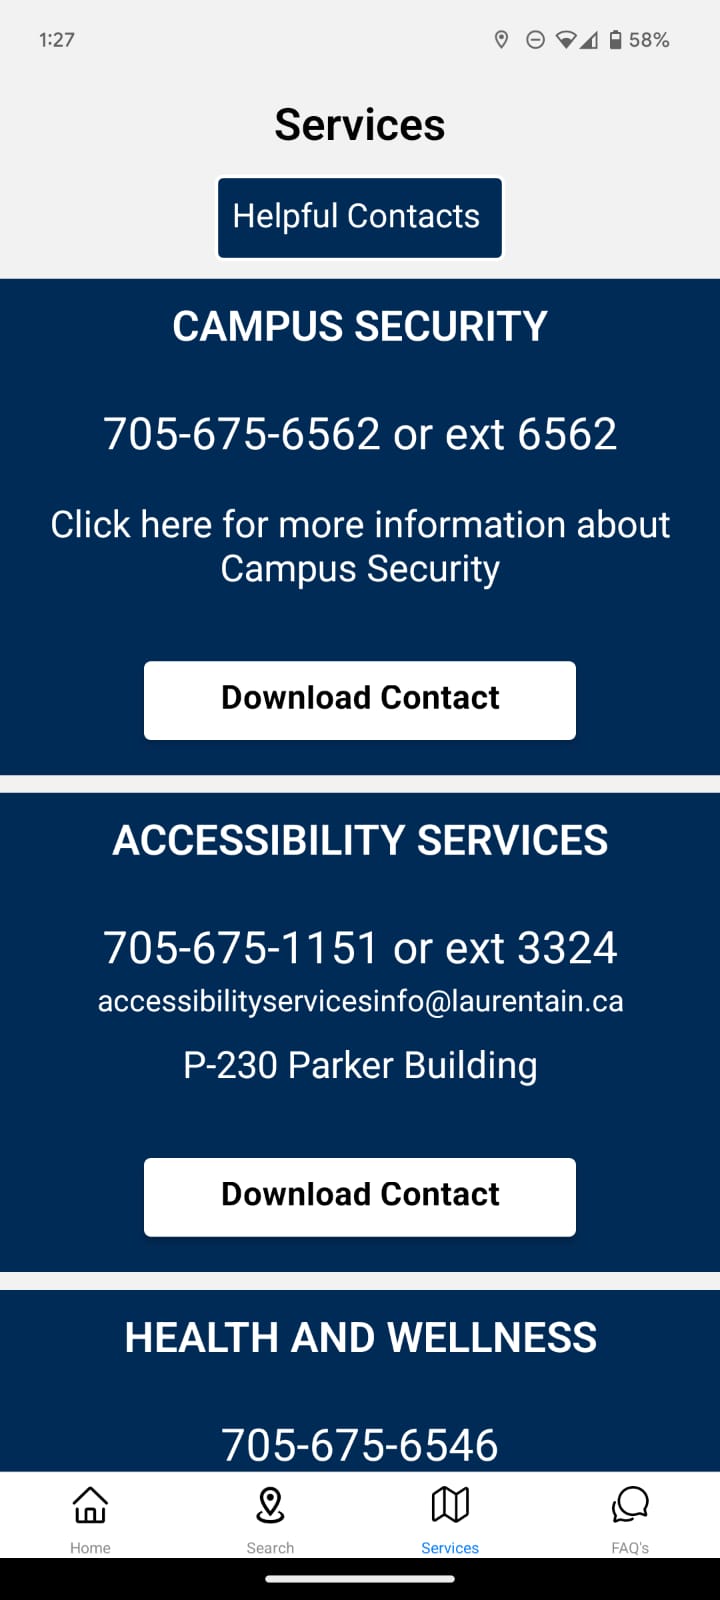 1:27
58%
Services
Helpful Contacts
CAMPUS SECURITY
705-675-6562 or ext 6562
Click here for more information about
Campus Security
Download Contact
ACCESSIBILITY SERVICES
705-675-1151 or ext 3324
accessibilityservicesinfo@laurentain.ca
P-230 Parker Building
Download Contact
HEALTH AND WELLNESS
705-675-6546
Home
Search
Services
FAQ's